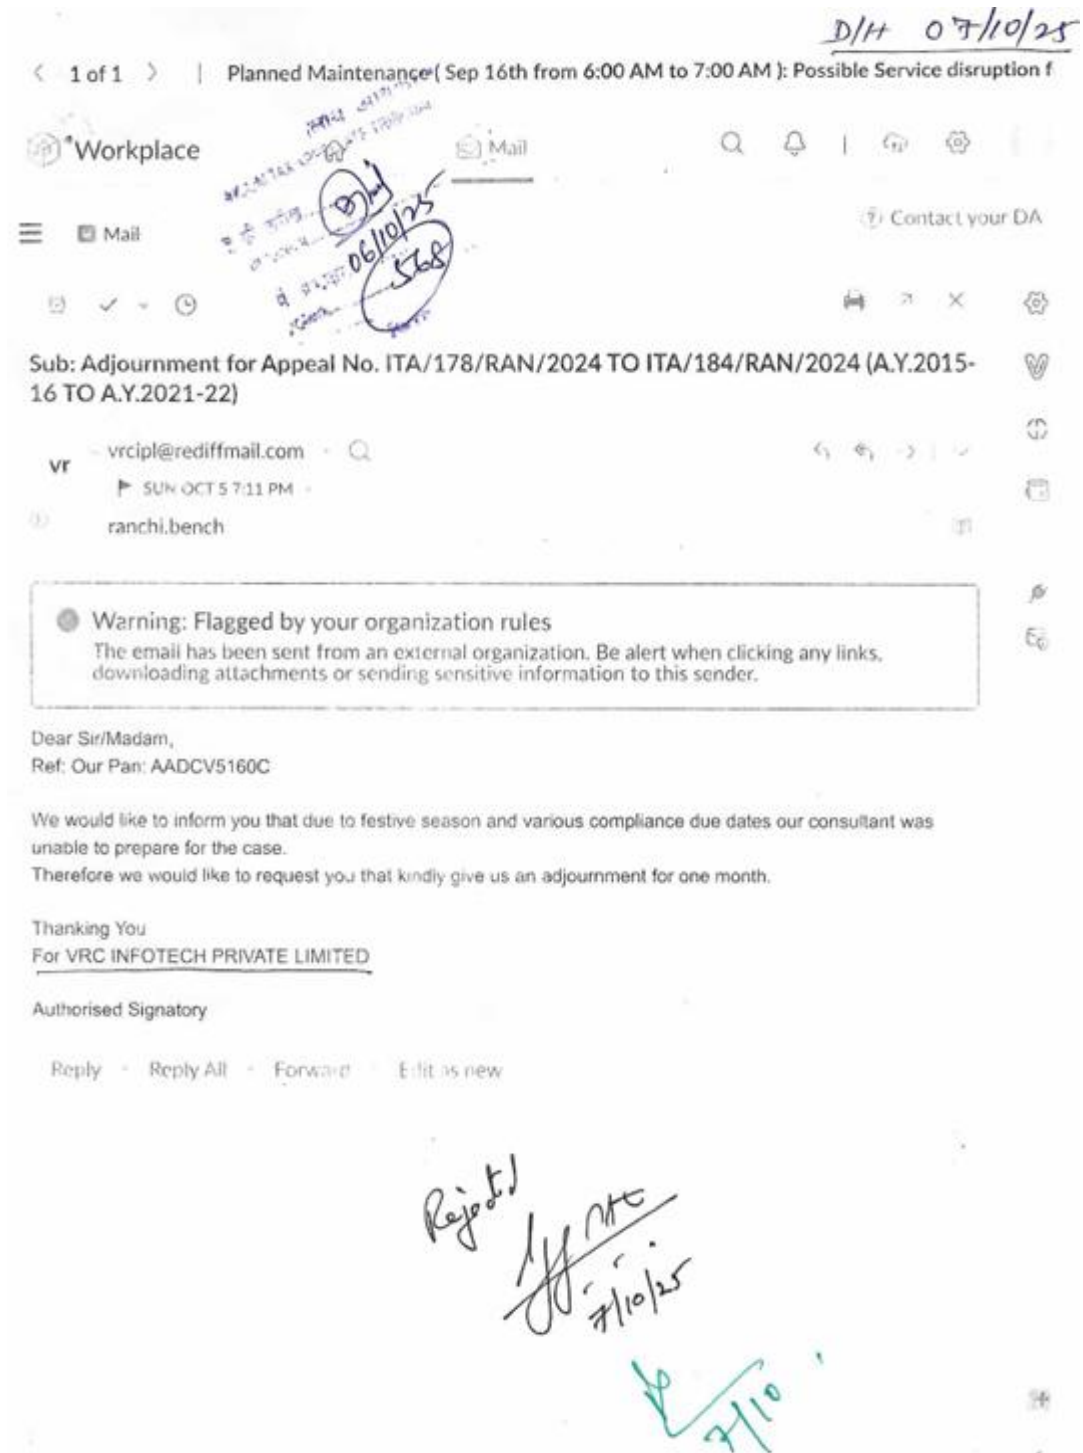 D/H 07/10/25
1 of 1 | Planned Maintenance( Sep 16th from 6:00 AM to 7:00 AM ): Possible Service disruption f
Workplace
Mail
06/10/25
568
Mail
Contact your DA
Sub: Adjournment for Appeal No. ITA/178/RAN/2024 TO ITA/184/RAN/2024 (A.Y.2015-
16 TO A.Y.2021-22)
vr
vrcipl@rediffmail.com
SUN OCT 5 7:11 PM
ranchi.bench
Warning: Flagged by your organization rules
The email has been sent from an external organization. Be alert when clicking any links,
downloading attachments or sending sensitive information to this sender.
Dear Sir/Madam,
Ref: Our Pan: AADCV5160C
We would like to inform you that due to festive season and various compliance due dates our consultant was
unable to prepare for the case.
Therefore we would like to request you that kindly give us an adjournment for one month.
Thanking You
For VRC INFOTECH PRIVATE LIMITED
Authorised Signatory
Reply Reply All Forward Edit as new
Rejected
7/10/25
7/10